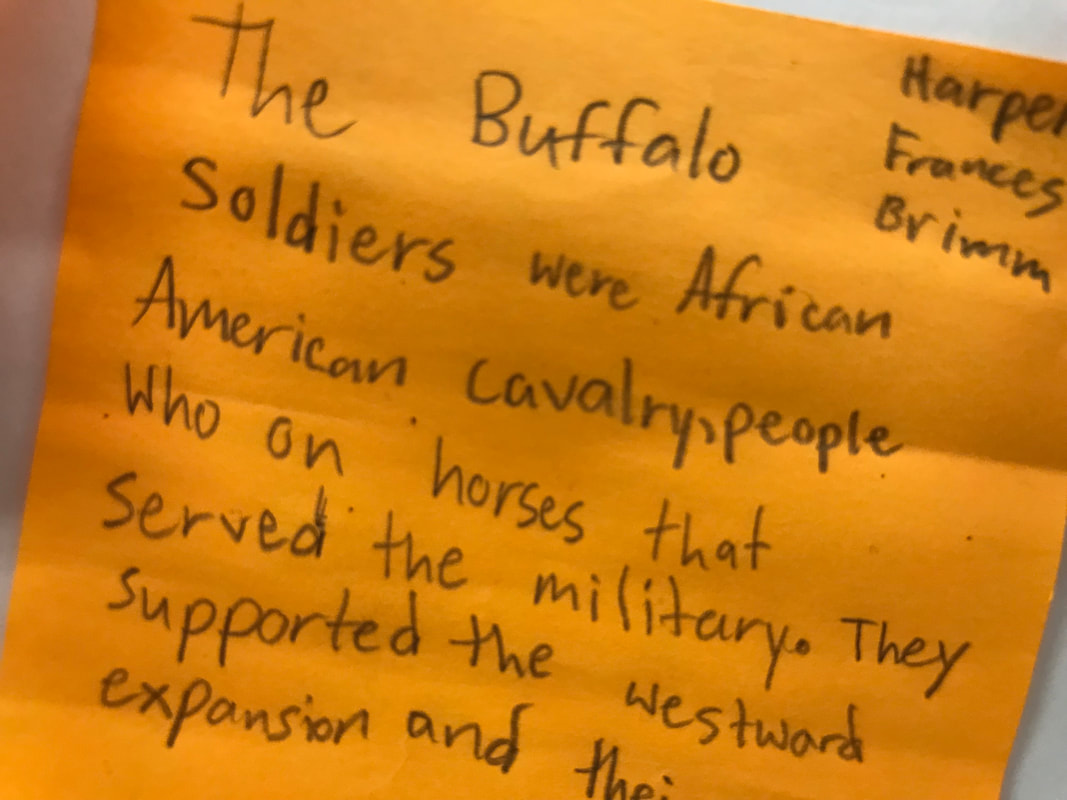 The Buffalo
Soldiers were African
American cavalry, people
Who on horses that
served the military. They
supported the westward
expansion and
Harper
Frances
Brimm